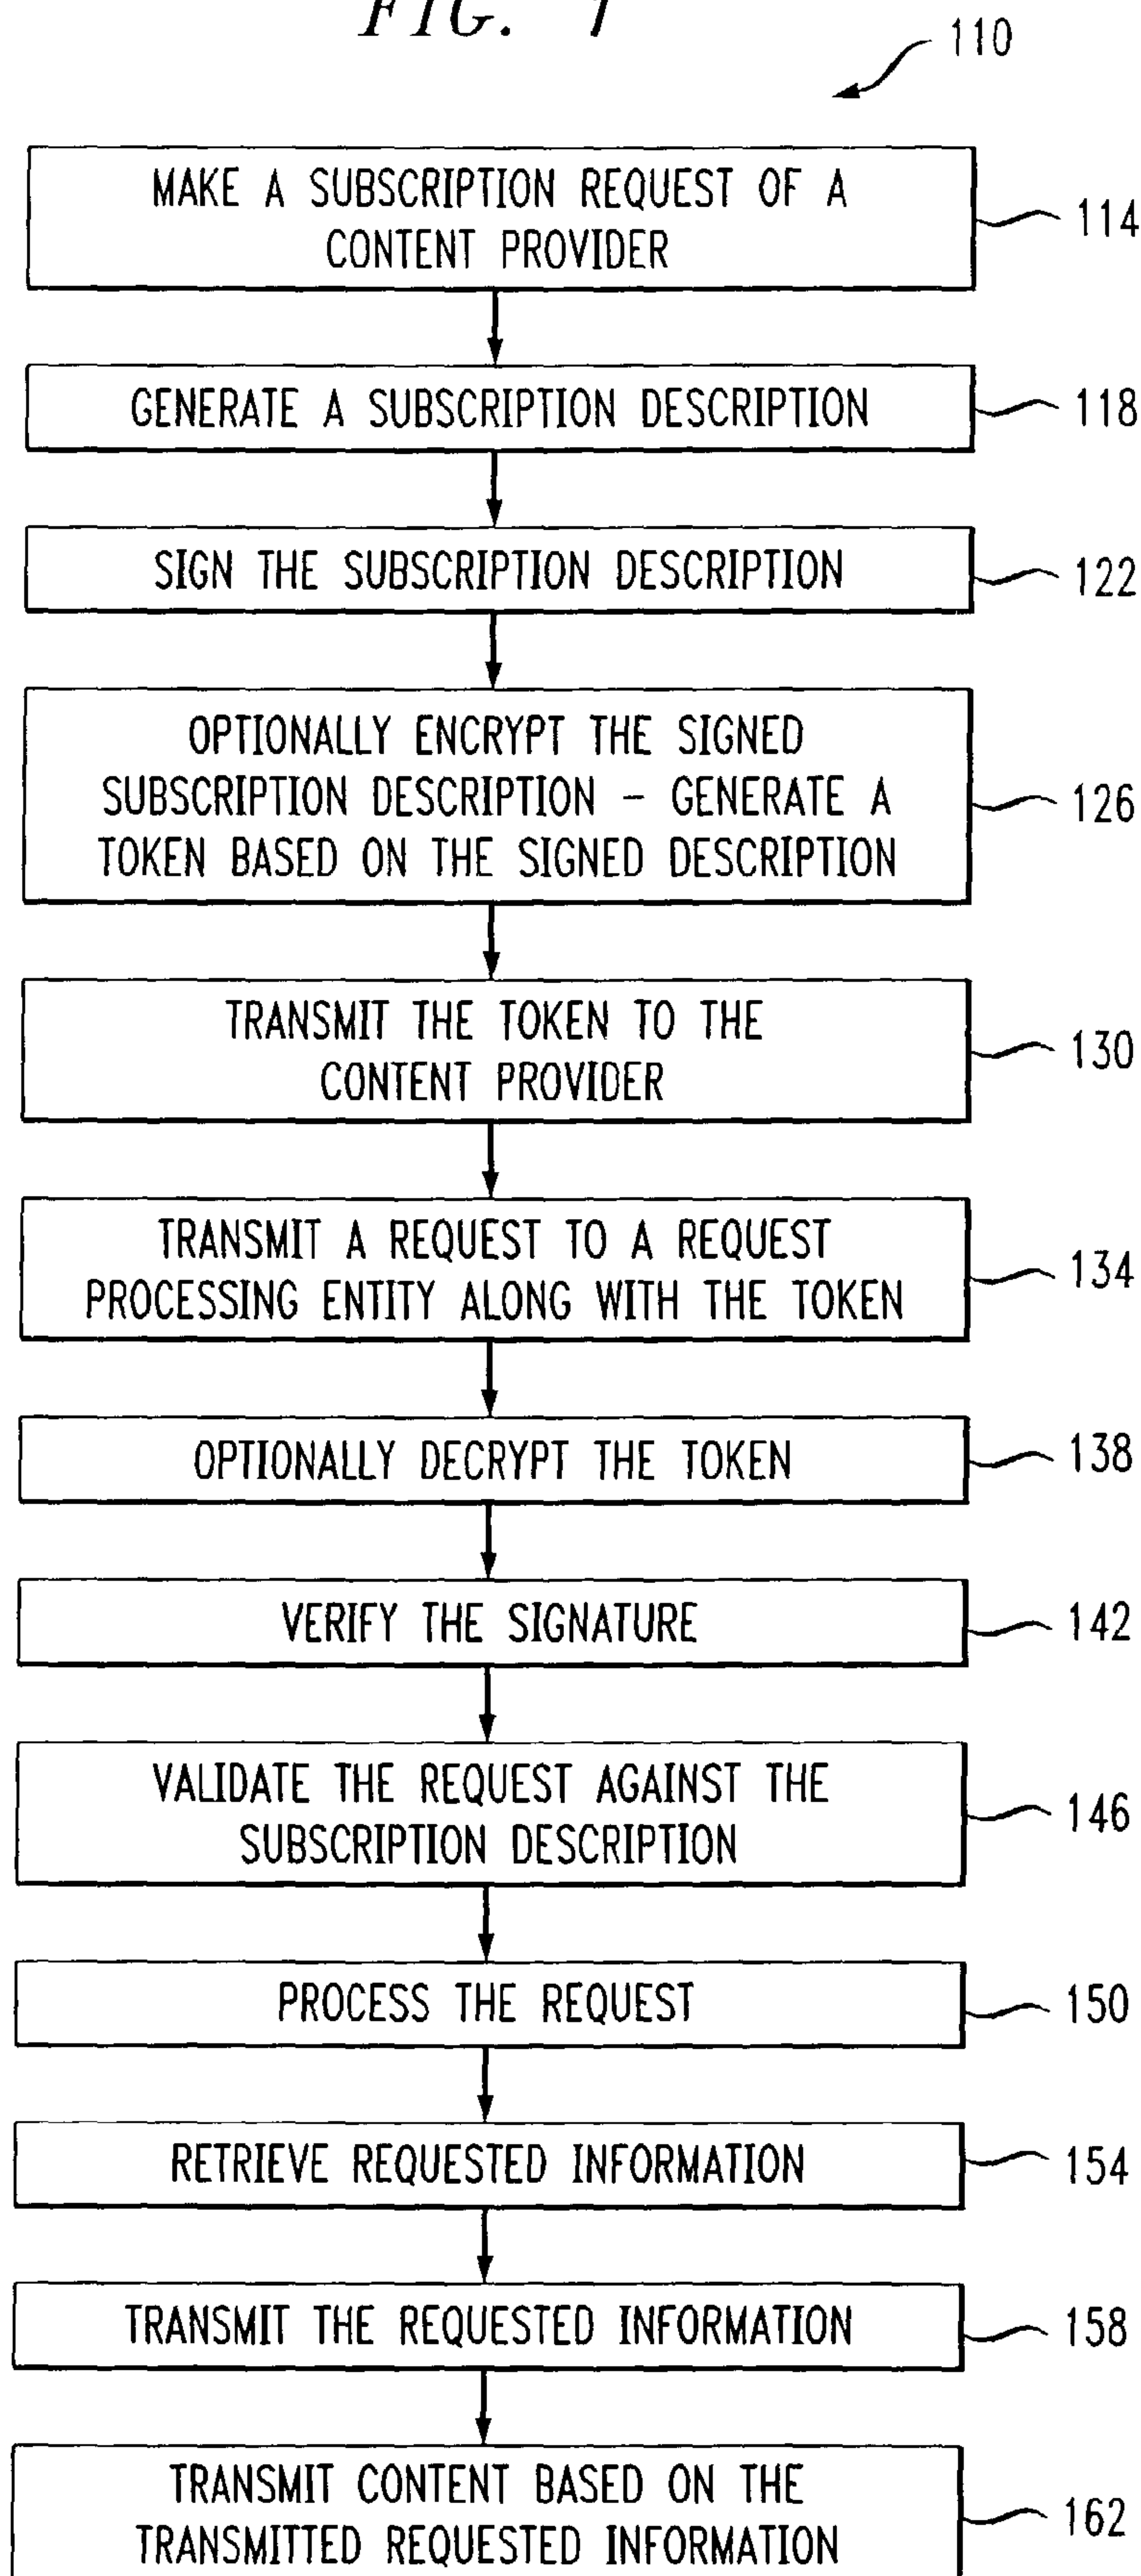 FIG. 1
110
MAKE A SUBSCRIPTION REQUEST OF A
CONTENT PROVIDER
114
GENERATE A SUBSCRIPTION DESCRIPTION
118
SIGN THE SUBSCRIPTION DESCRIPTION
122
OPTIONALLY ENCRYPT THE SIGNED
SUBSCRIPTION DESCRIPTION – GENERATE A
TOKEN BASED ON THE SIGNED DESCRIPTION
126
TRANSMIT THE TOKEN TO THE
CONTENT PROVIDER
130
TRANSMIT A REQUEST TO A REQUEST
PROCESSING ENTITY ALONG WITH THE TOKEN
134
OPTIONALLY DECRYPT THE TOKEN
138
VERIFY THE SIGNATURE
142
VALIDATE THE REQUEST AGAINST THE
SUBSCRIPTION DESCRIPTION
146
PROCESS THE REQUEST
150
RETRIEVE REQUESTED INFORMATION
154
TRANSMIT THE REQUESTED INFORMATION
158
TRANSMIT CONTENT BASED ON THE
TRANSMITTED REQUESTED INFORMATION
162